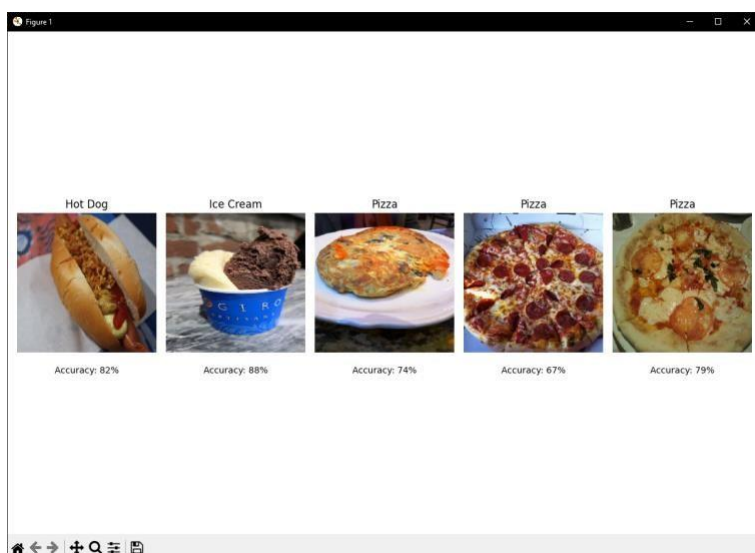 Figure 1
Hot Dog
Ice Cream
Pizza
Pizza
Pizza
G I R O
Accuracy: 82%
Accuracy: 88%
Accuracy: 74%
Accuracy: 67%
Accuracy: 79%